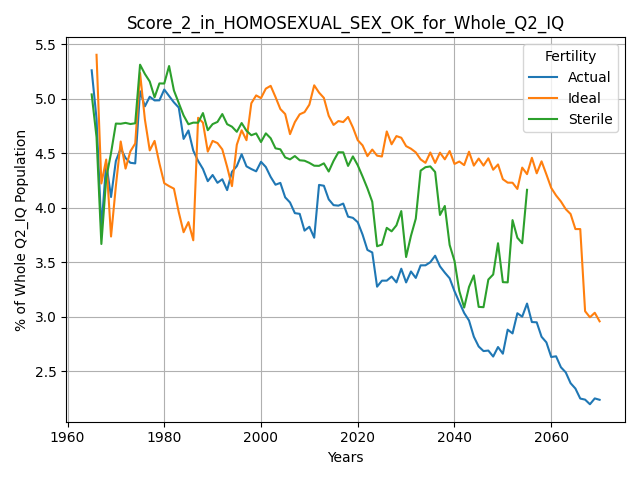 Score_2_in_HOMOSEXUAL_SEX_OK_for_Whole_Q2_IQ
Fertility
Actual
Ideal
Sterile
% of Whole Q2_IQ Population
5.5
5.0
4.5
4.0
3.5
3.0
2.5
1960 1980 2000 2020 2040 2060
Years